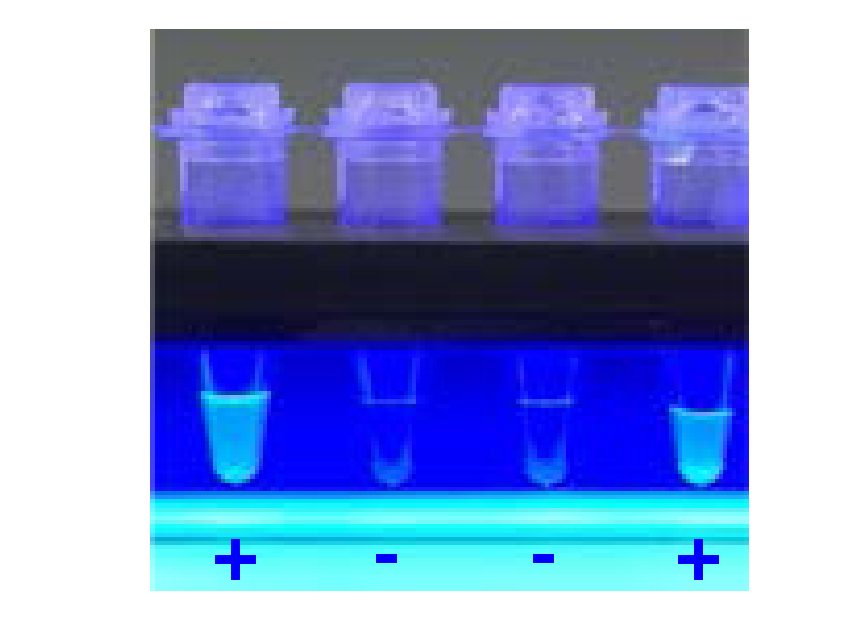 + - - +